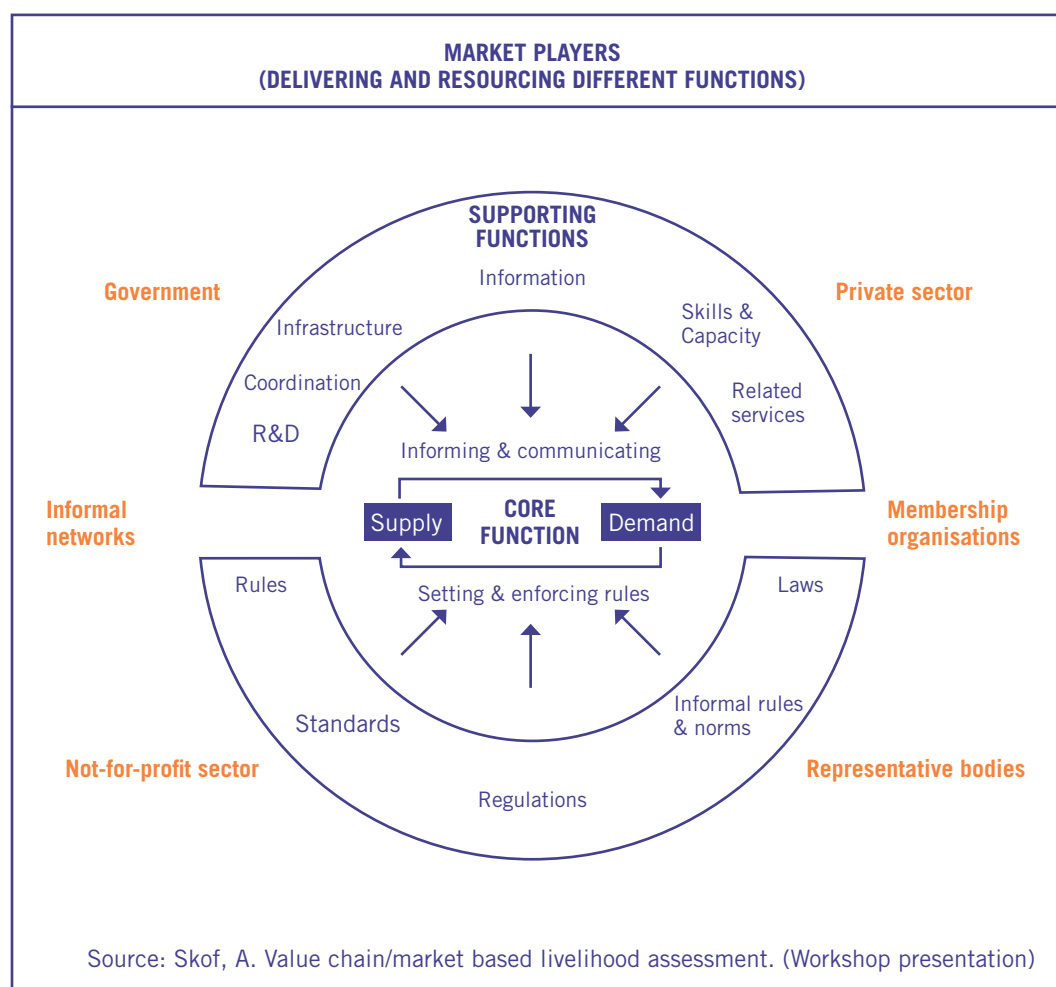 MARKET PLAYERS
(DELIVERING AND RESOURCING DIFFERENT FUNCTIONS)
SUPPORTING
FUNCTIONS
Information
Government
Private sector
Infrastructure
Skills &
Capacity
Coordination
Related
services
R&D
Informing & communicating
Informal
networks
Supply
CORE
FUNCTION
Demand
Membership
organisations
Rules
Setting & enforcing rules
Laws
Standards
Informal rules
& norms
Not-for-profit sector
Representative bodies
Regulations
Source: Skof, A. Value chain/market based livelihood assessment. (Workshop presentation)